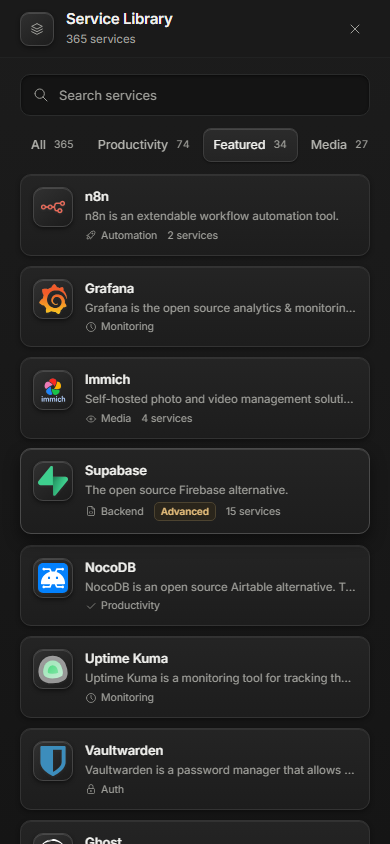 Service Library
365 services
Search services
All 365 Productivity 74 Featured 34 Media 27
n8n
n8n is an extendable workflow automation tool.
Automation 2 services
Grafana
Grafana is the open source analytics & monitorin...
Monitoring
immich
Immich
Self-hosted photo and video management soluti...
Media 4 services
Supabase
The open source Firebase alternative.
Backend Advanced 15 services
NocoDB
NocoDB is an open source Airtable alternative. T...
Productivity
Uptime Kuma
Uptime Kuma is a monitoring tool for tracking th...
Monitoring
Vaultwarden
Vaultwarden is a password manager that allows ...
Auth
Ghost